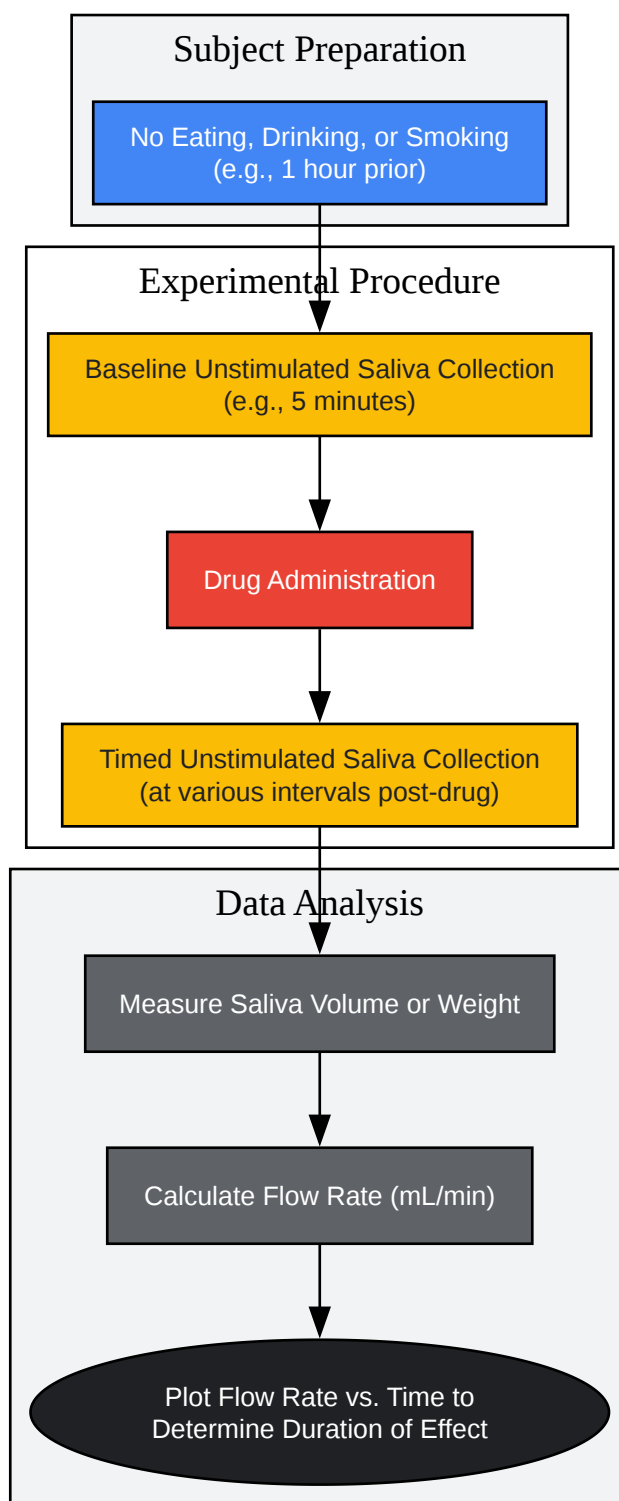 Subject Preparation
No Eating, Drinking, or Smoking
(e.g., 1 hour prior)
Experimental Procedure
Baseline Unstimulated Saliva Collection
(e.g., 5 minutes)
Drug Administration
Timed Unstimulated Saliva Collection
(at various intervals post-drug)
Data Analysis
Measure Saliva Volume or Weight
Calculate Flow Rate (mL/min)
Plot Flow Rate vs. Time to
Determine Duration of Effect